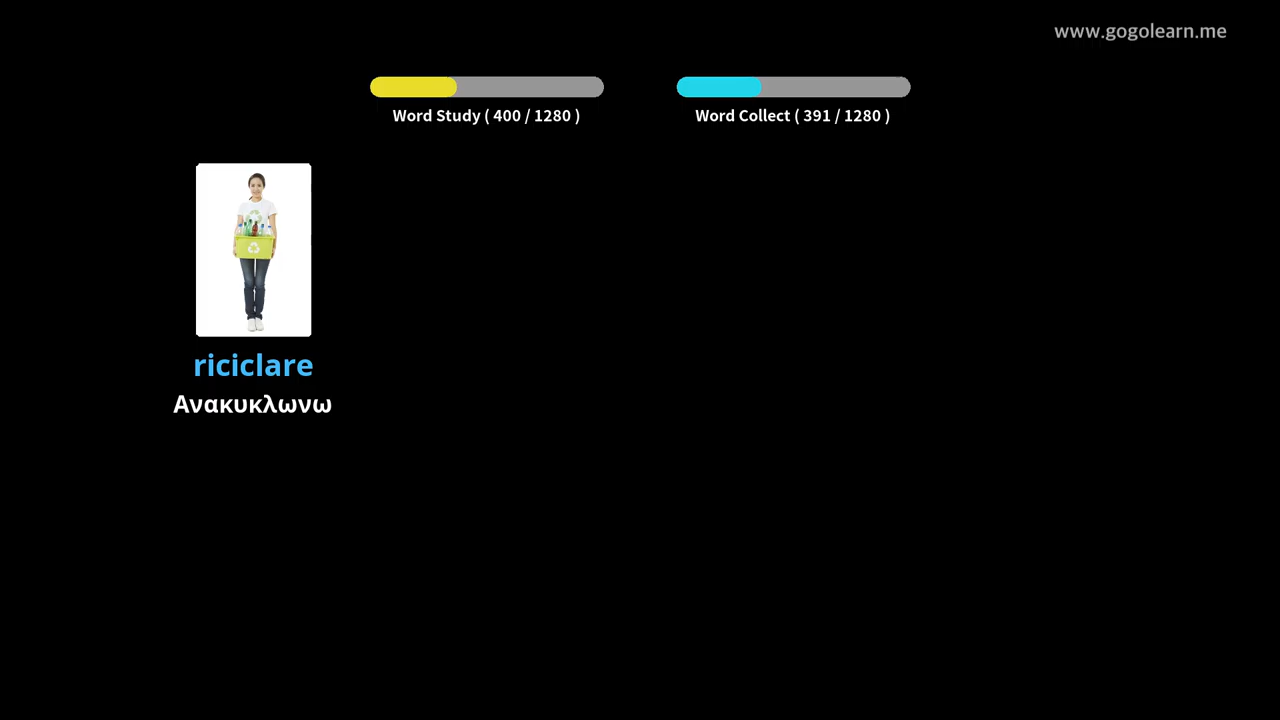 www.gogolearn.me
Word Study ( 400 / 1280 )
Word Collect ( 391 / 1280 )
riciclare
Ανακυκλωνω